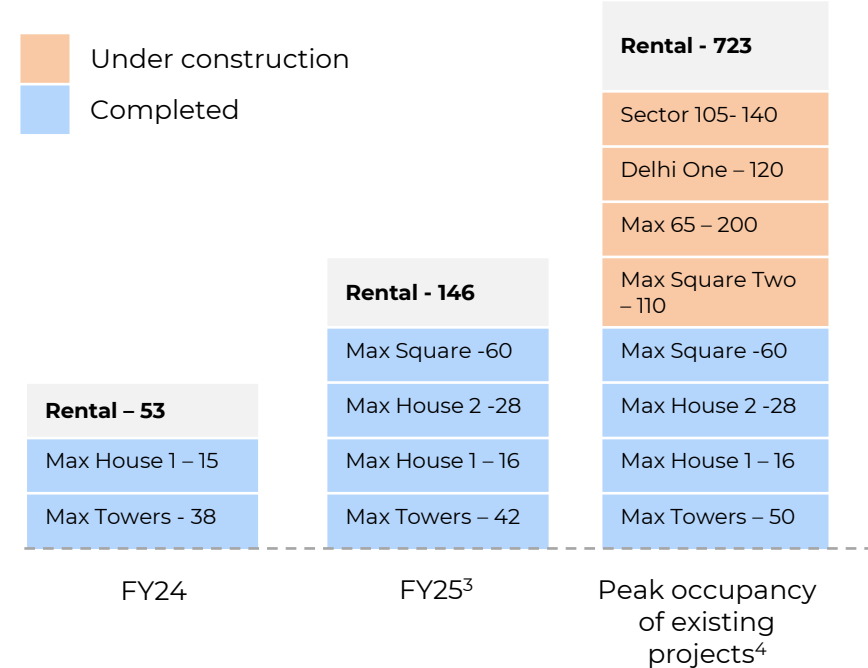 Under construction
Completed
Rental – 53
Max House 1 – 15
Max Towers - 38
FY24
Rental - 146
Max Square -60
Max House 2 -28
Max House 1 – 16
Max Towers – 42
FY25³
Rental - 723
Sector 105- 140
Delhi One – 120
Max 65 – 200
Max Square Two
– 110
Max Square -60
Max House 2 -28
Max House 1 – 16
Max Towers – 50
Peak occupancy
of existing
projects⁴